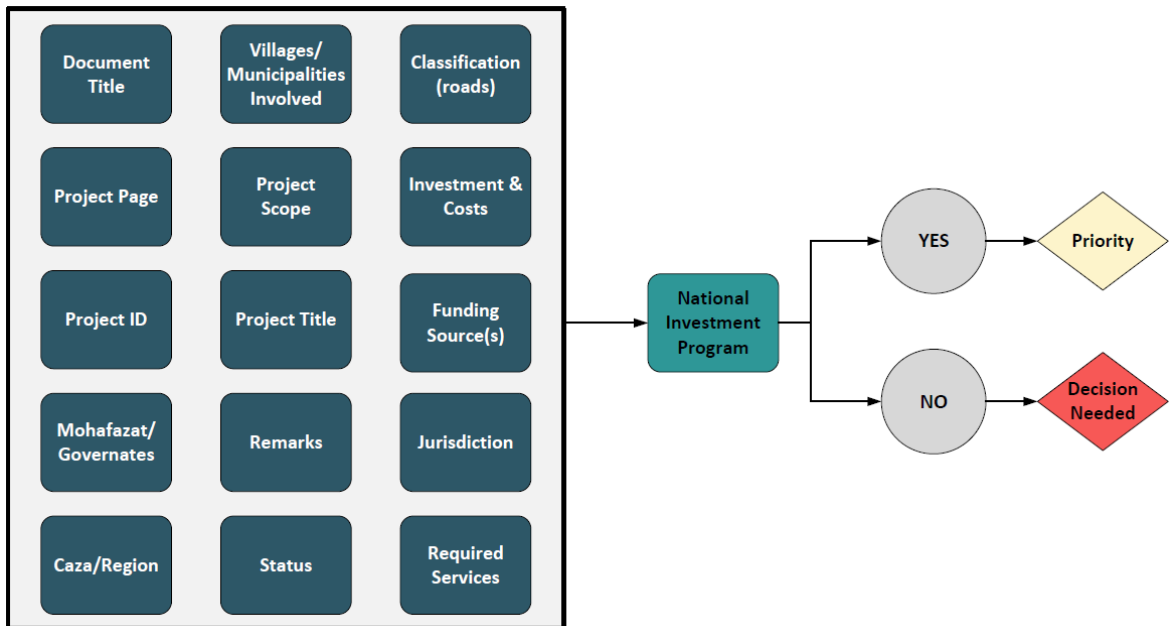 Document
Title
Villages/
Municipalities
Involved
Classification
(roads)
Project Page
Project
Scope
Investment &
Costs
Project ID
Project Title
Funding
Source(s)
Mohafazat/
Governates
Remarks
Jurisdiction
Caza/Region
Status
Required
Services
National
Investment
Program
YES
Priority
NO
Decision
Needed